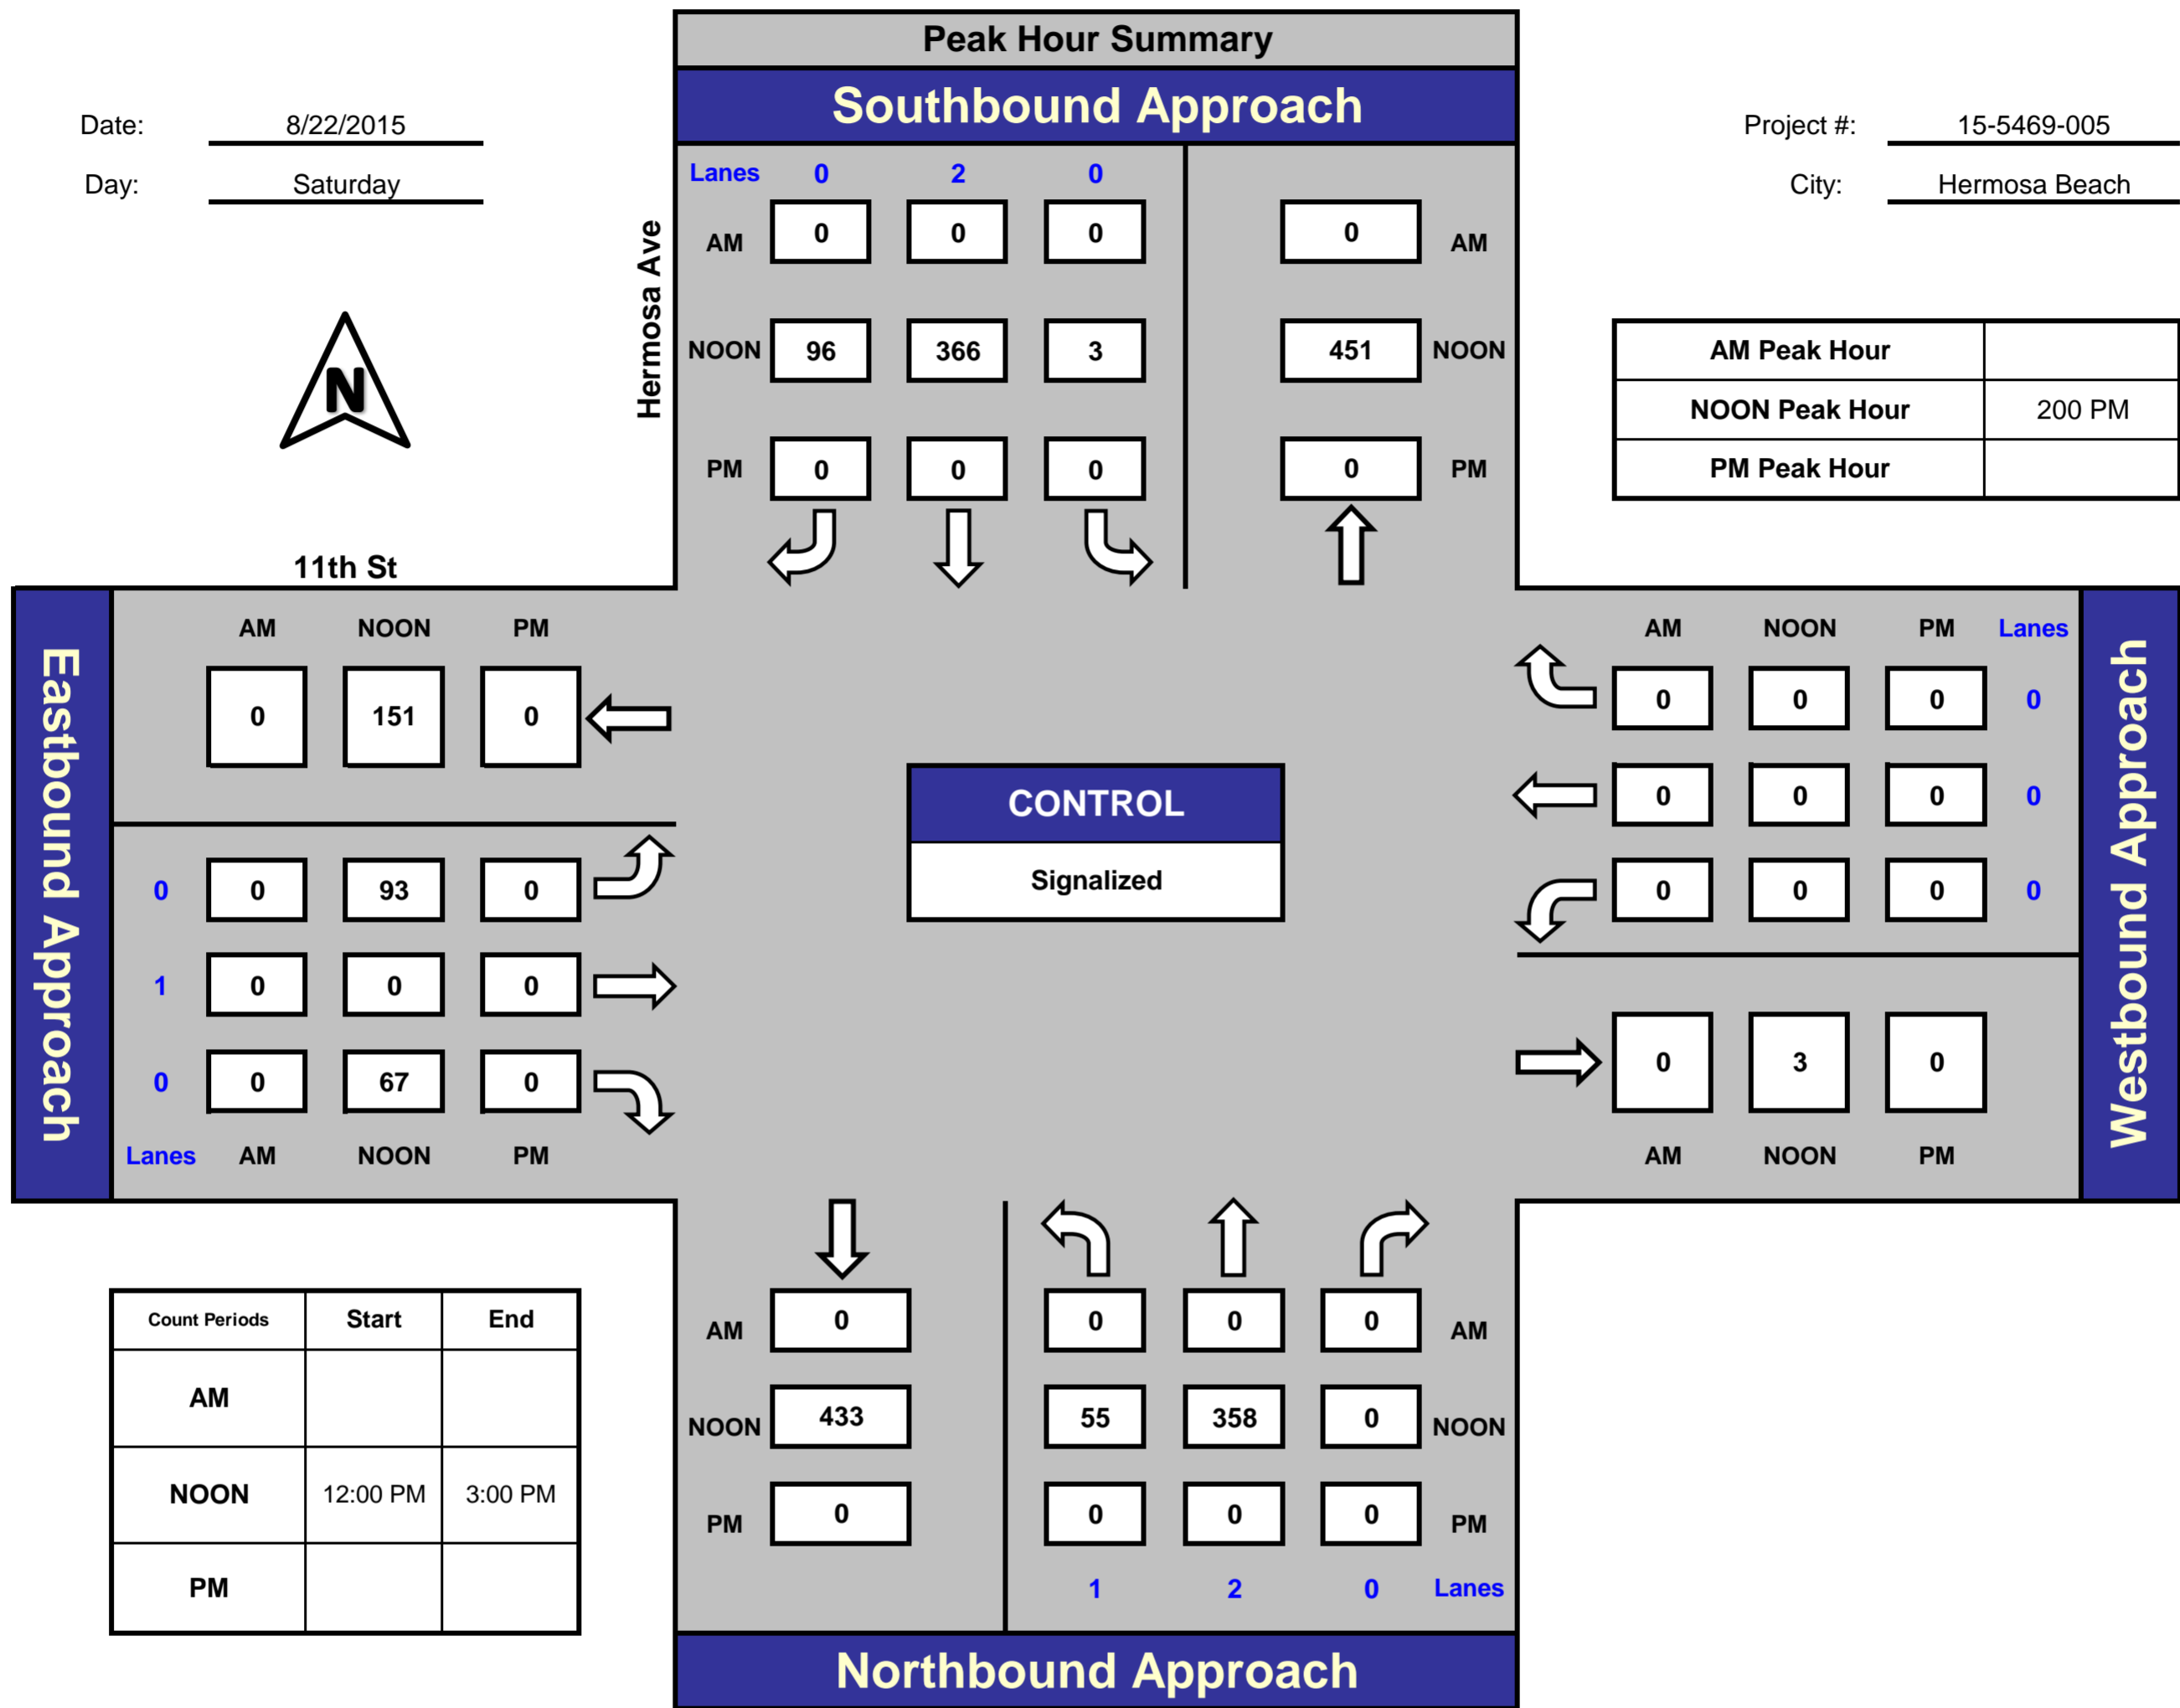 Peak Hour Summary
Southbound Approach
Date: 8/22/2015
Project #: 15-5469-005
Day: Saturday
City: Hermosa Beach
Lanes 0 2 0
AM 0 0 0 0 AM
Hermosa Ave
NOON 96 366 3 451 NOON
PM 0 0 0 0 PM
N
AM Peak Hour
NOON Peak Hour 200 PM
PM Peak Hour
11th St
Eastbound Approach
AM NOON PM
0 151 0
0 0 93 0
1 0 0 0
0 0 67 0
Lanes AM NOON PM
CONTROL
Signalized
AM NOON PM Lanes
0 0 0 0
0 0 0 0
0 0 0 0
0 3 0
AM NOON PM
Westbound Approach
Count Periods Start End
AM
NOON 12:00 PM 3:00 PM
PM
AM 0 0 0 0 AM
NOON 433 55 358 0 NOON
PM 0 0 0 0 PM
1 2 0 Lanes
Northbound Approach